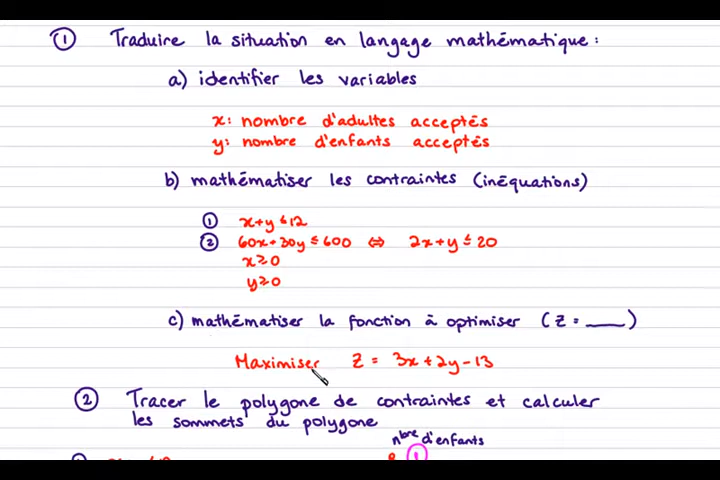 ① Traduire la situation en langage mathématique :
a) identifier les variables
x: nombre d'adultes acceptés
y: nombre d'enfants acceptés
b) mathématiser les contraintes (inéquations)
① x+y ≤ 12
② 60x+30y ≤ 600 ⇔ 2x+y ≤ 20
x ≥ 0
y ≥ 0
c) mathématiser la fonction à optimiser (Z = ___)
Maximiser Z = 3x+2y-13
② Tracer le polygone de contraintes et calculer
les sommets du polygone
nbre d'enfants